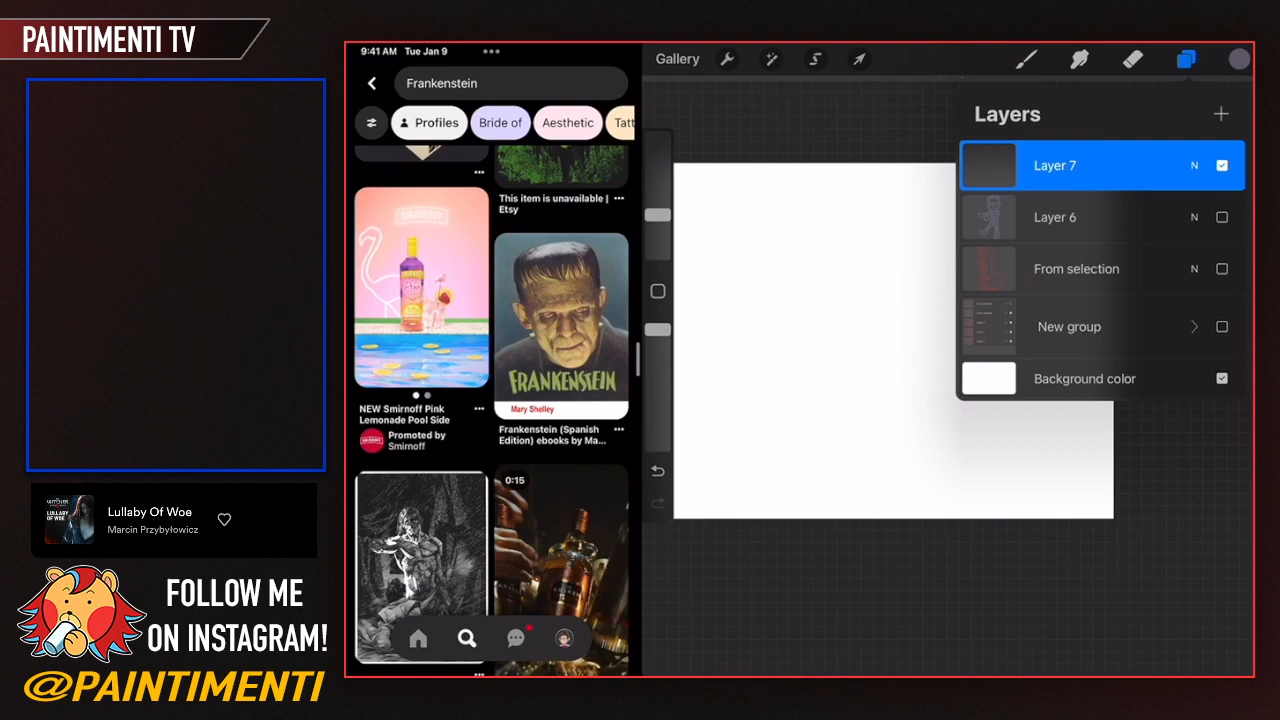 PAINTIMENTI TV
9:41 AM Tue Jan 9
Frankenstein
Profiles
Bride of
Aesthetic
Tatt
This item is unavailable |
Etsy
SMIRNOFF
NEW Smirnoff Pink
Lemonade Pool Side
Promoted by
Smirnoff
FRANKENSTEIN
Mary Shelley
Frankenstein (Spanish
Edition) ebooks by Ma...
0:15
Gallery
Layers
Layer 7
N
Layer 6
N
From selection
N
New group
Background color
Lullaby Of Woe
Marcin Przybyłowicz
FOLLOW ME
ON INSTAGRAM!
@PAINTIMENTI